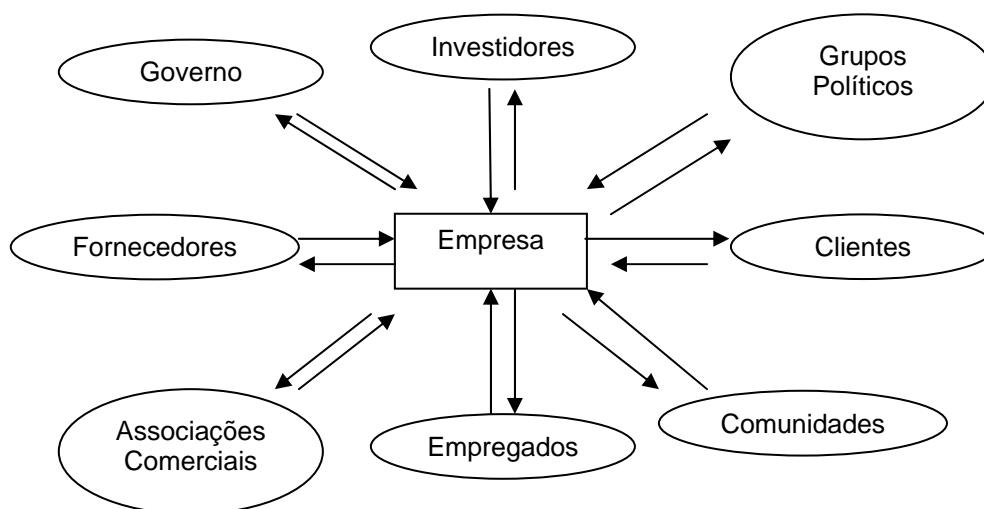 Governo
Investidores
Grupos
Políticos
Fornecedores
Empresa
Clientes
Associações
Comerciais
Empregados
Comunidades